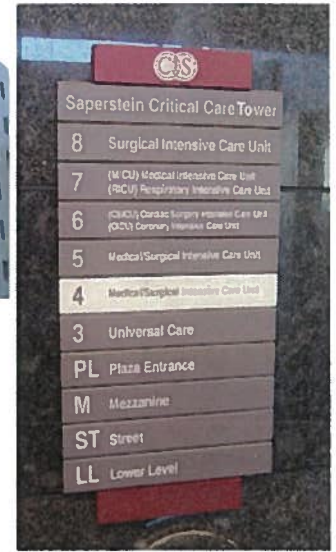 CS
Saperstein Critical Care Tower
8 Surgical Intensive Care Unit
7 (MICU) Medical Intensive Care Unit
(RICU) Respiratory Intensive Care Unit
6 (CSICU) Cardiac Surgery Intensive Care Unit
(CICU) Coronary Intensive Care Unit
5 Medical/Surgical Intensive Care Unit
4 Medical/Surgical Intensive Care Unit
3 Universal Care
PL Plaza Entrance
M Mezzanine
ST Street
LL Lower Level